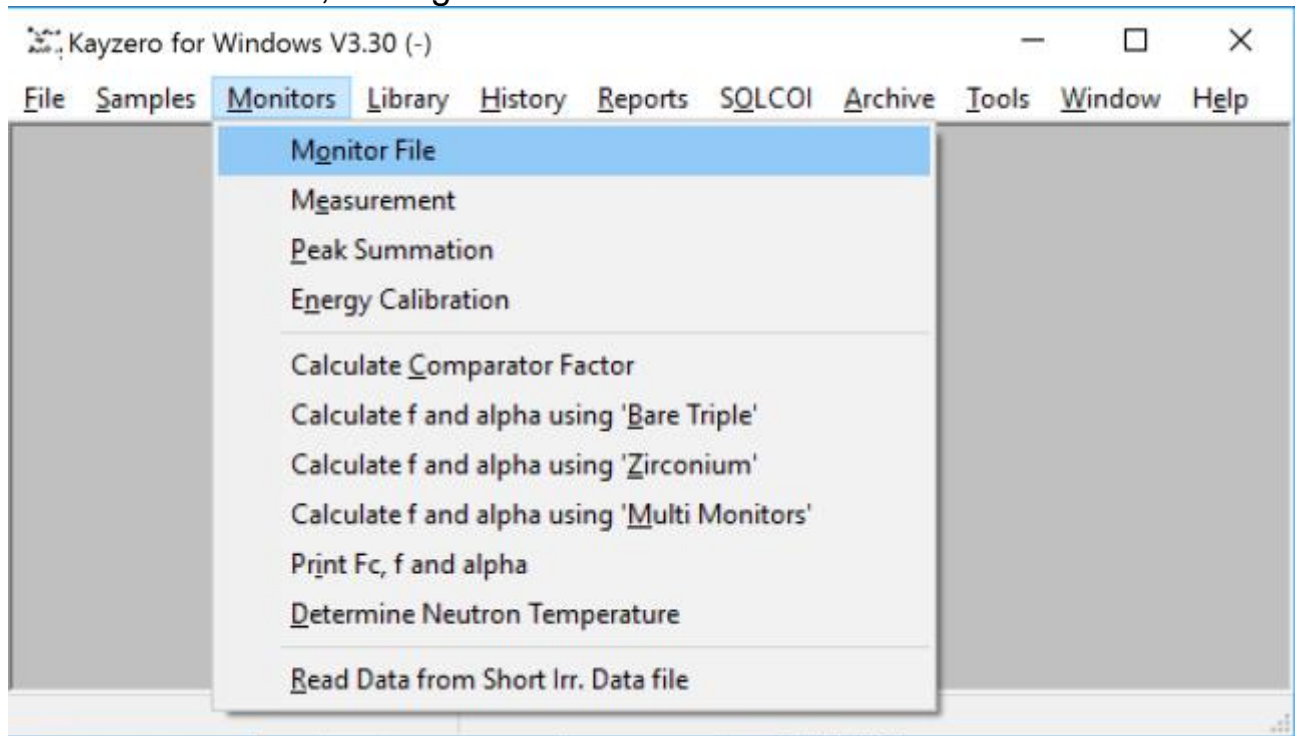 Kayzero for Windows V3.30 (-)
File Samples Monitors Library History Reports SQLCOI Archive Tools Window Help
Monitor File
Measurement
Peak Summation
Energy Calibration
Calculate Comparator Factor
Calculate f and alpha using 'Bare Triple'
Calculate f and alpha using 'Zirconium'
Calculate f and alpha using 'Multi Monitors'
Print Fc, f and alpha
Determine Neutron Temperature
Read Data from Short Irr. Data file